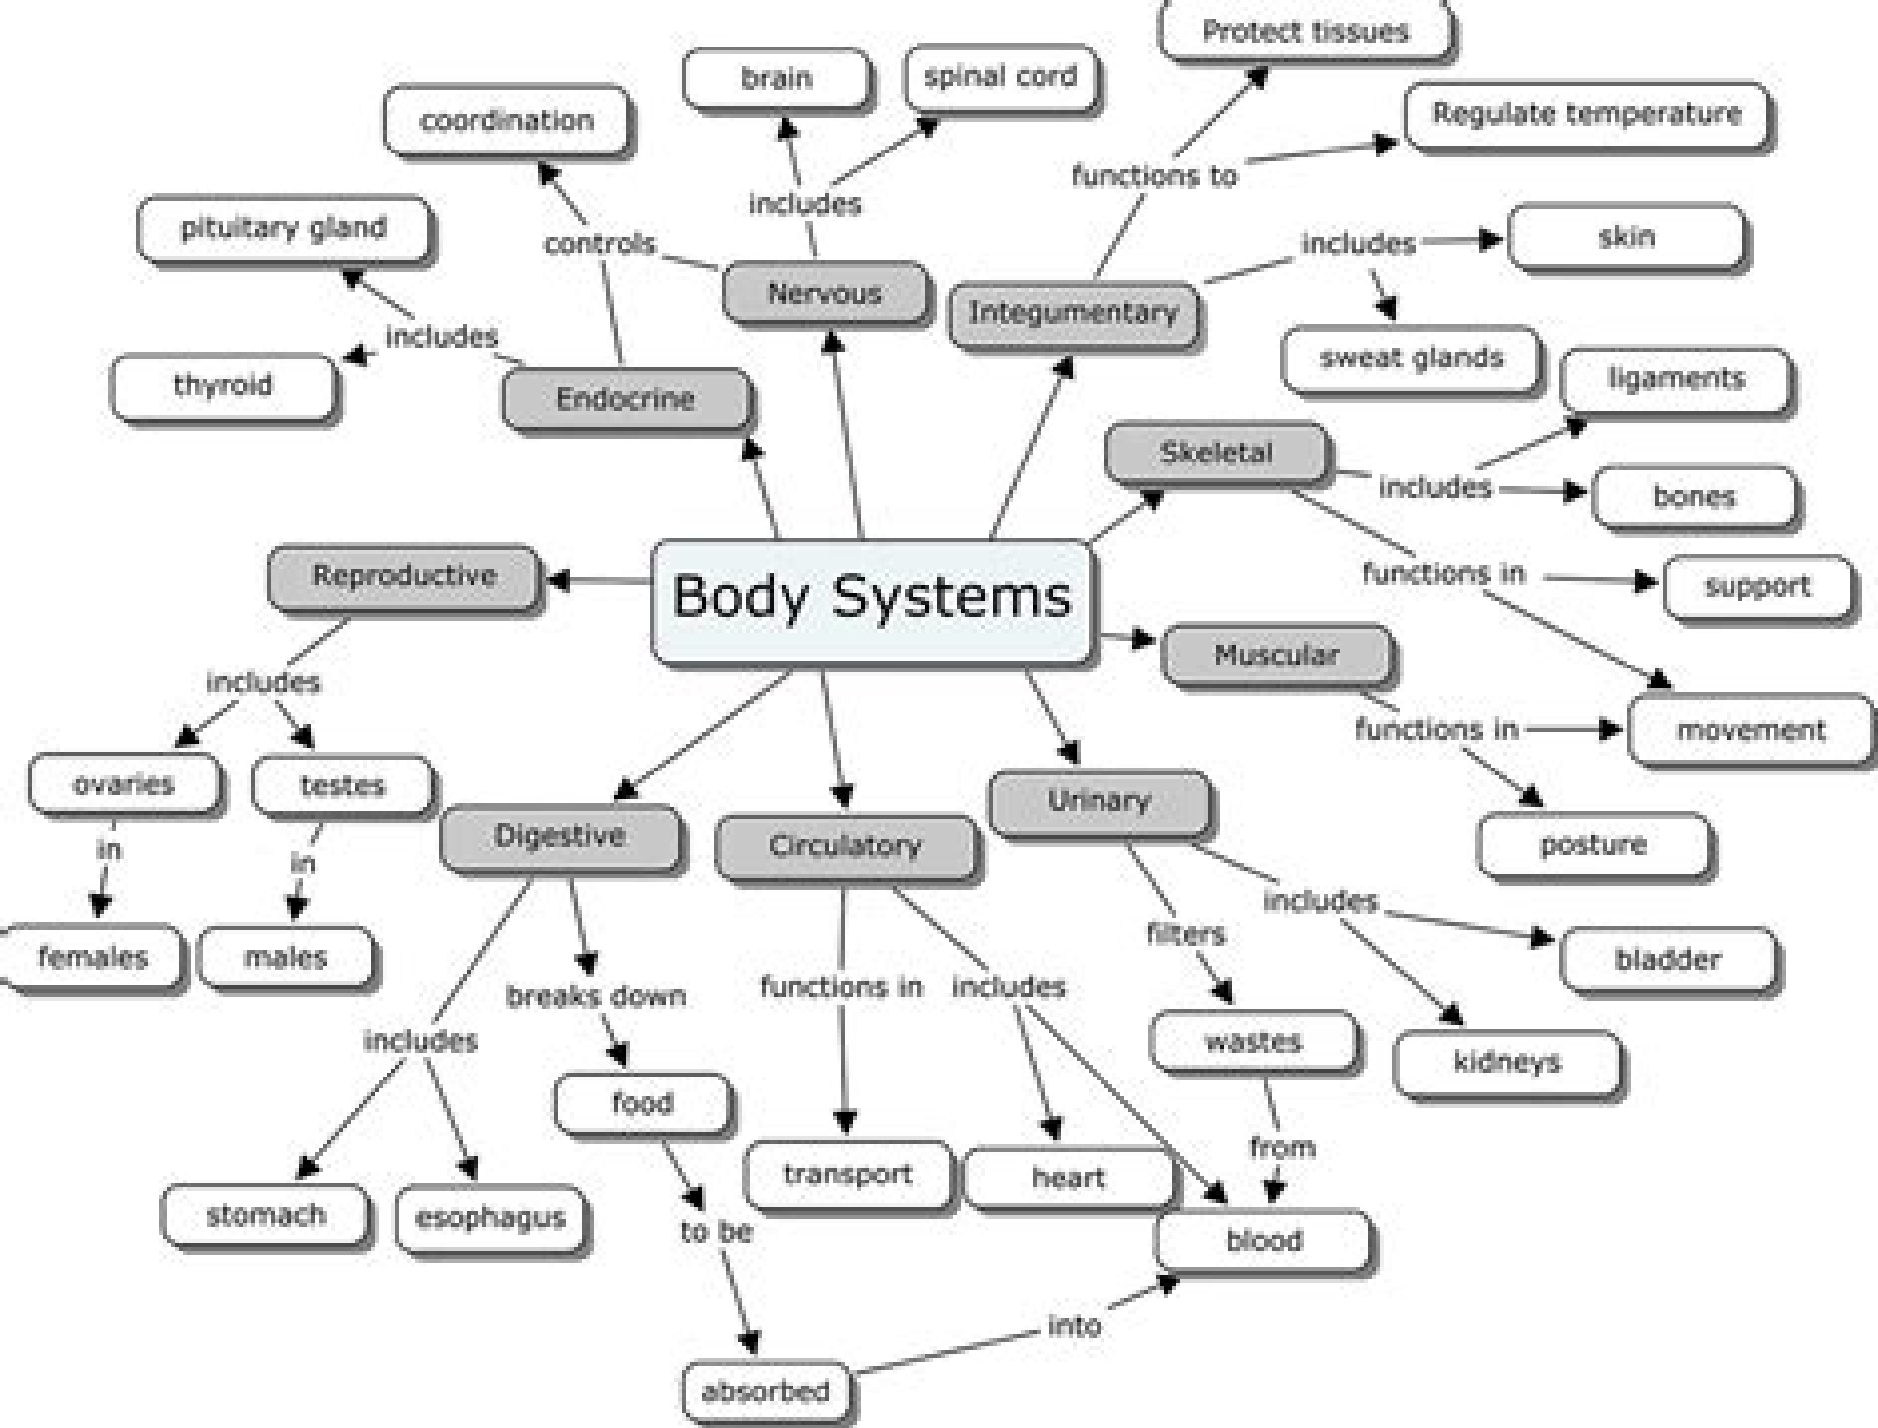 Protect tissues
brain
spinal cord
coordination
Regulate temperature
functions to
includes
pituitary gland
controls
includes
skin
Nervous
Integumentary
includes
sweat glands
thyroid
Endocrine
ligaments
Skeletal
includes
bones
Reproductive
Body Systems
functions in
support
Muscular
includes
functions in
movement
ovaries
testes
Digestive
Circulatory
Urinary
posture
in
in
includes
females
males
filters
bladder
breaks down
functions in
includes
includes
wastes
kidneys
food
from
transport
heart
stomach
esophagus
to be
blood
into
absorbed